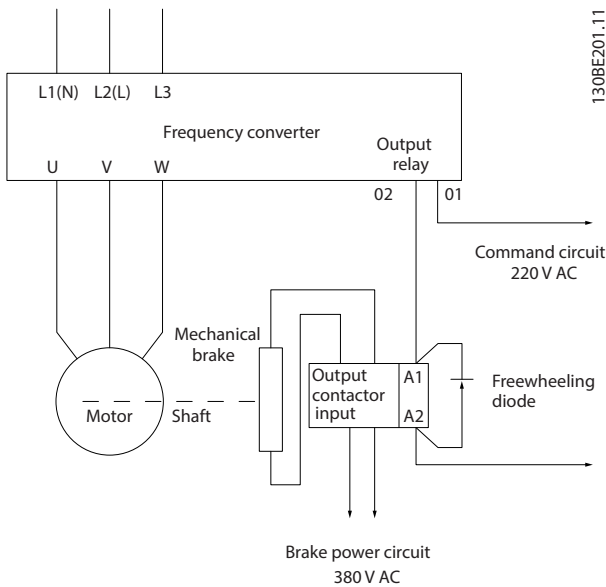 130BE201.11
L1(N) L2(L) L3
Frequency converter
Output
relay
U V W
02 01
Command circuit
220 V AC
Mechanical
brake
Output
contactor
input
A1
A2
Freewheeling
diode
Motor
Shaft
Brake power circuit
380 V AC